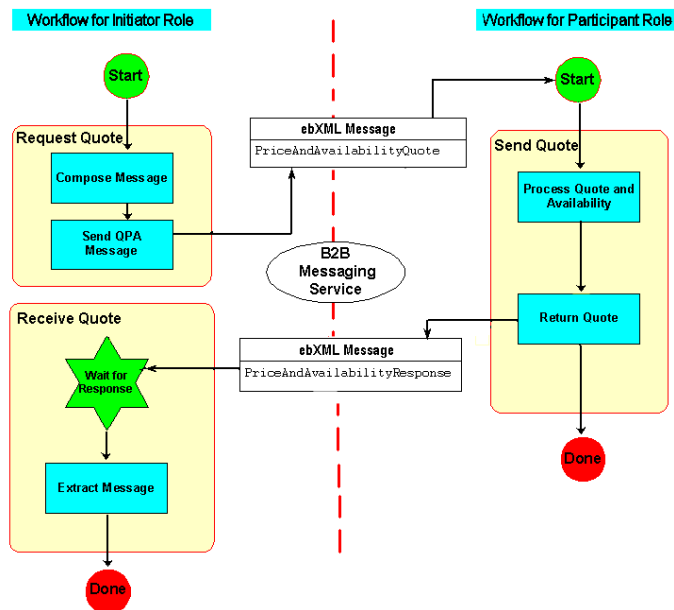 Workflow for Initiator Role
Workflow for Participant Role
Start
Start
ebXML Message
PriceAndAvailabilityQuote
Request Quote
Compose Message
Send QPA
Message
Send Quote
Process Quote and
Availability
Return Quote
B2B
Messaging
Service
ebXML Message
PriceAndAvailabilityResponse
Receive Quote
Wait for
Response
Extract Message
Done
Done